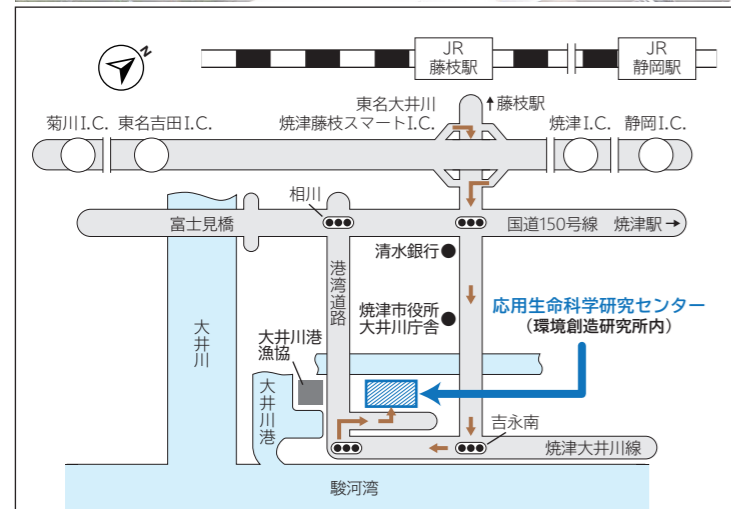 N
JR
藤枝駅
JR
静岡駅
東名大井川
焼津藤枝スマートI.C.
↑藤枝駅
菊川I.C.
東名吉田I.C.
焼津I.C.
静岡I.C.
相川
富士見橋
国道150号線 焼津駅→
清水銀行
港湾道路
焼津市役所
大井川庁舎
応用生命科学研究センター
（環境創造研究所内）
大井川
大井川港
漁協
大井川港
吉永南
焼津大井川線
駿河湾